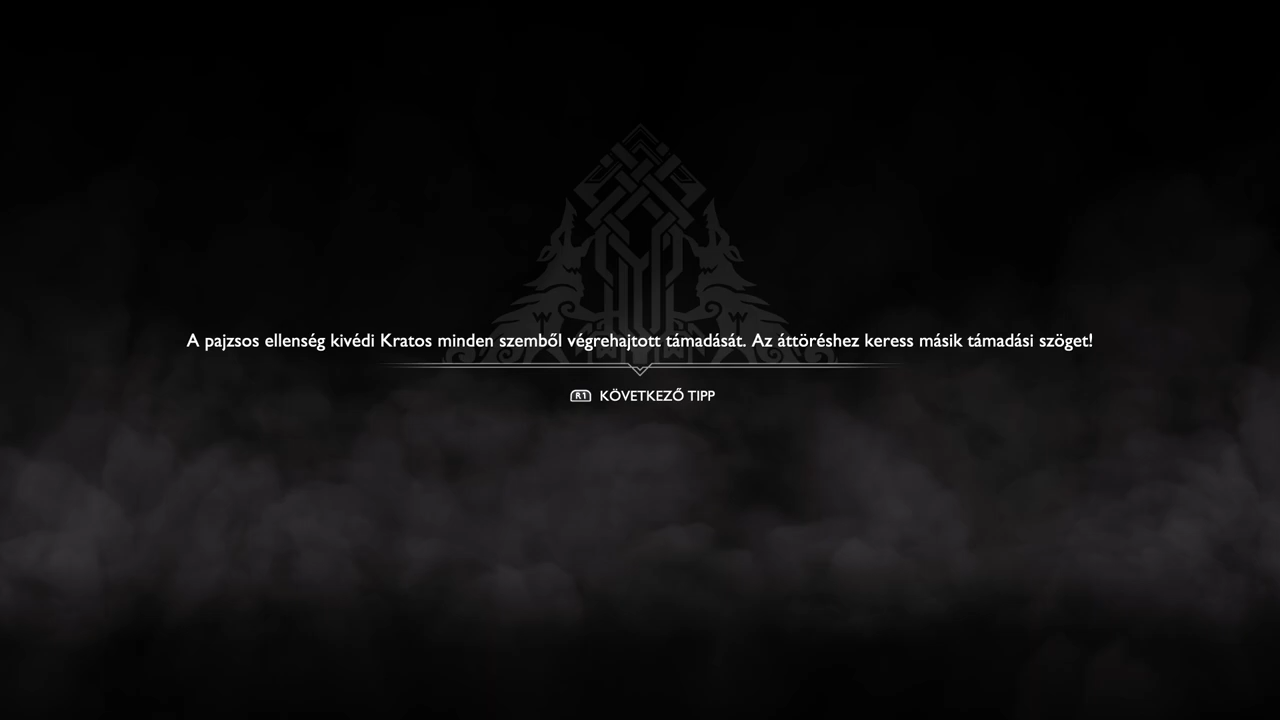 A pajzsos ellenség kivédi Kratos minden szemből végrehajtott támadását. Az áttöréshez keress másik támadási szöget!
R1 KÖVETKEZŐ TIPP